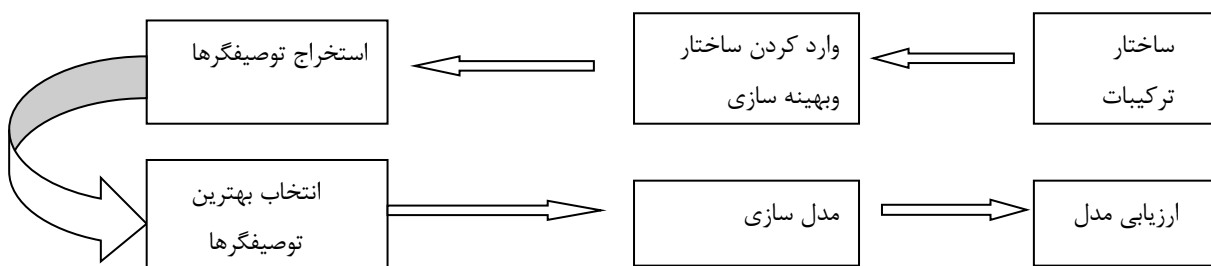 ساختار
ترکیبات
وارد کردن ساختار
وبهینه سازی
استخراج توصیفگرها
انتخاب بهترین
توصیفگرها
مدل سازی
ارزیابی مدل